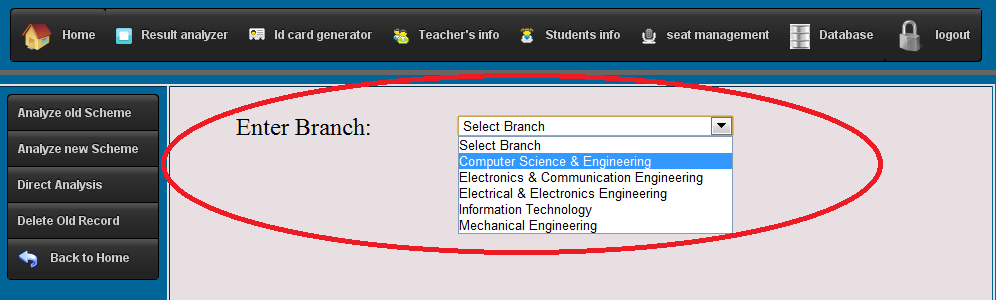 Home Result analyzer Id card generator Teacher's info Students info seat management Database logout
Analyze old Scheme
Analyze new Scheme
Direct Analysis
Delete Old Record
Back to Home
Enter Branch: Select Branch
Select Branch
Computer Science & Engineering
Electronics & Communication Engineering
Electrical & Electronics Engineering
Information Technology
Mechanical Engineering